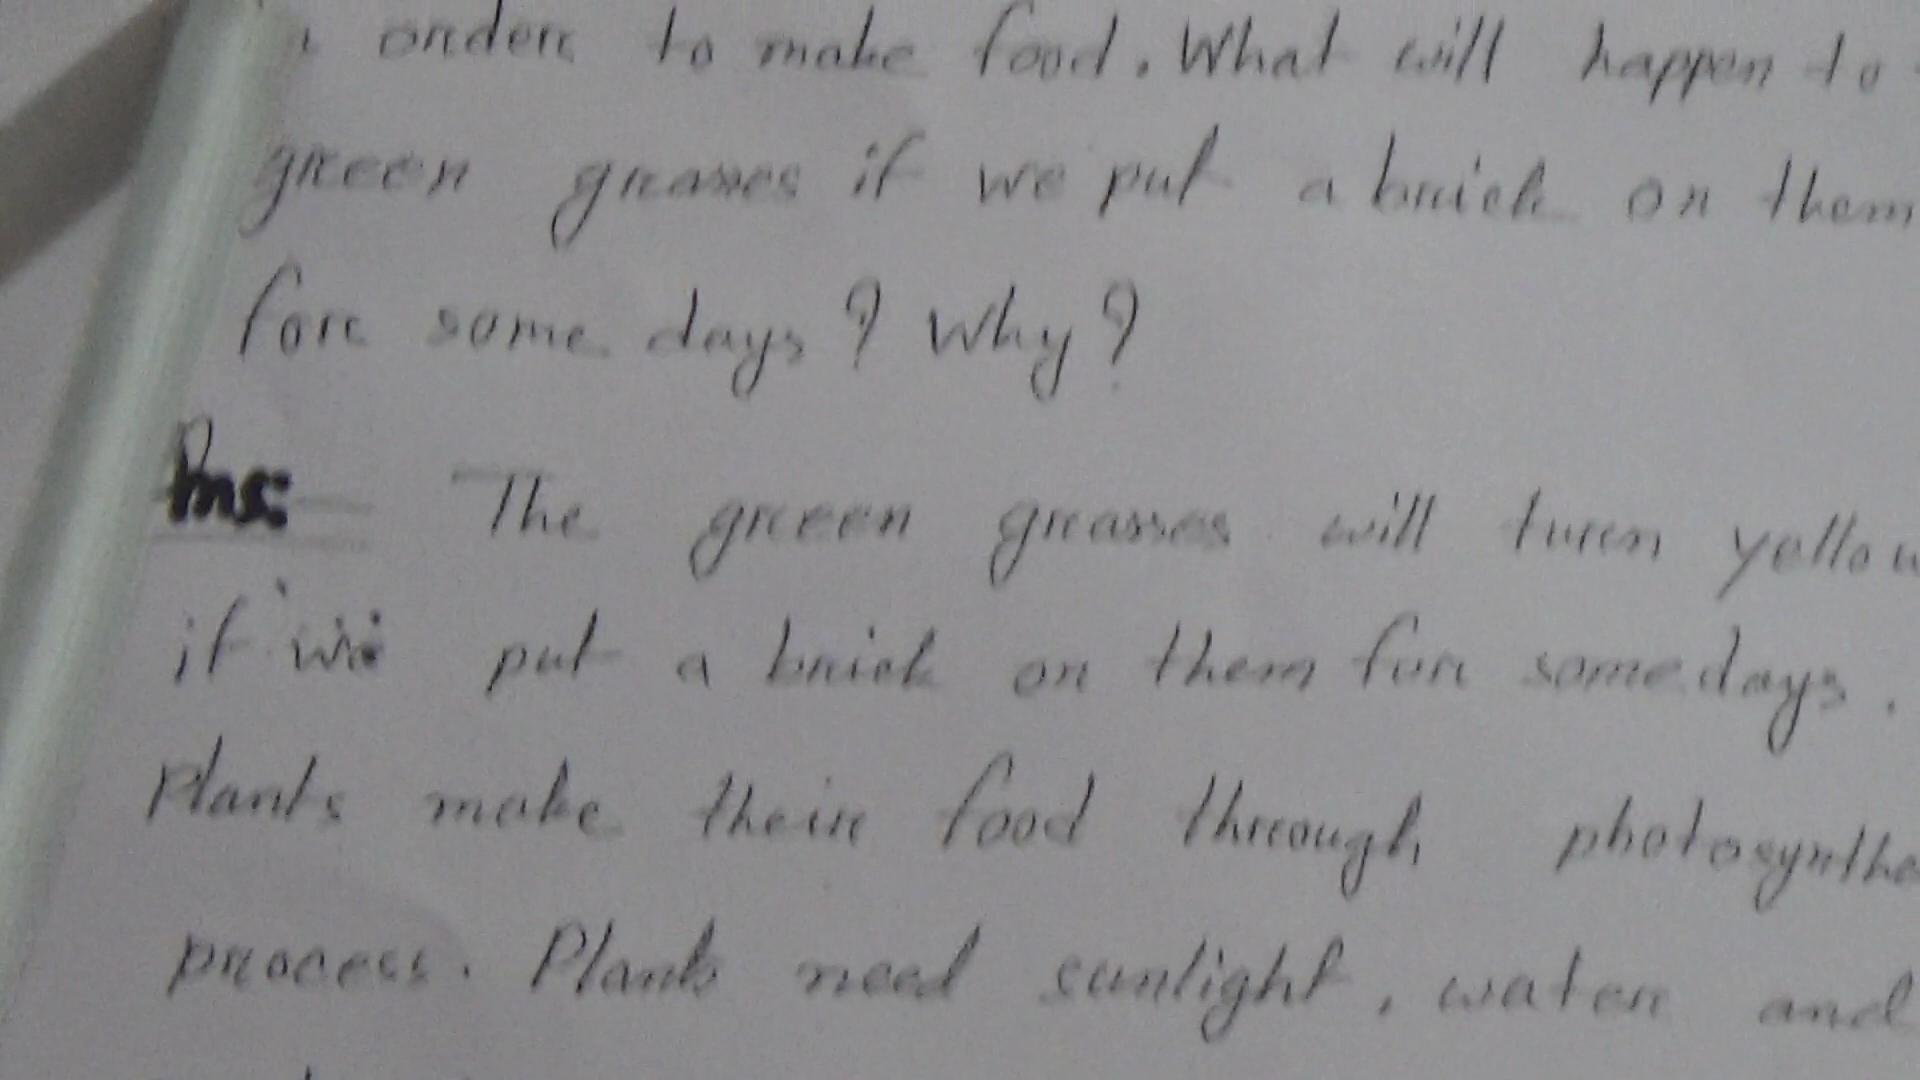 order to make food. What will happen to
green grasses if we put a brick on them
for some days? Why?
Ans: The green grasses will turn yellow
if we put a brick on them for some days.
Plants make their food through
process. Plants need sunlight, water and